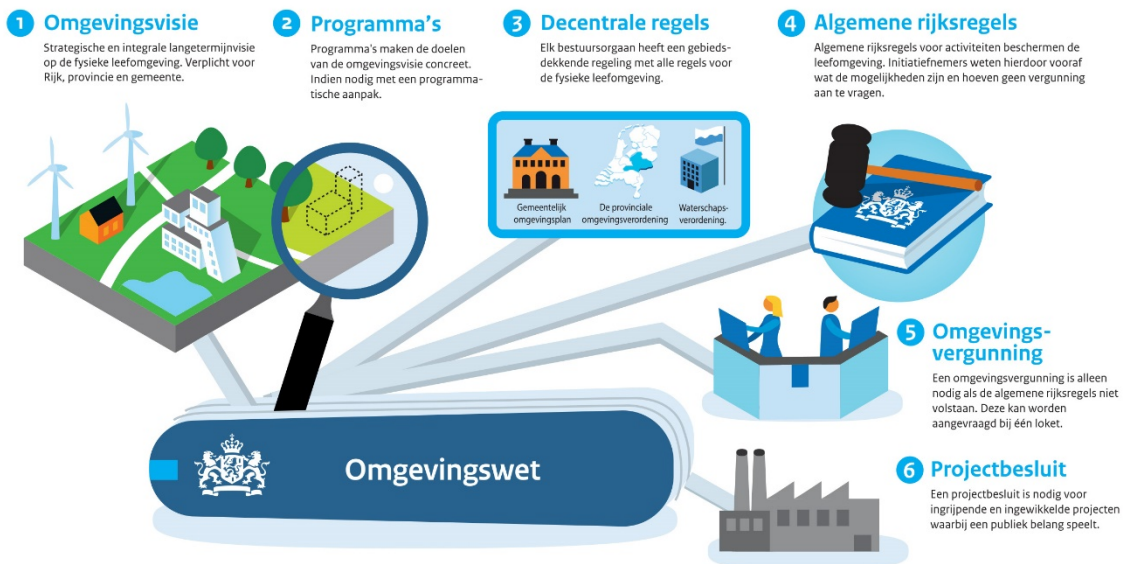 1 Omgevingsvisie
Strategische en integrale langetermijnvisie
op de fysieke leefomgeving. Verplicht voor
Rijk, provincie en gemeente.
2 Programma's
Programma's maken de doelen
van de omgevingsvisie concreet.
Indien nodig met een programma-
tische aanpak.
3 Decentrale regels
Elk bestuursorgaan heeft een gebieds-
dekkende regeling met alle regels voor
de fysieke leefomgeving.
Gemeentelijk
omgevingsplan
De provinciale
omgevingsverordening
Waterschaps-
verordening.
4 Algemene rijksregels
Algemene rijksregels voor activiteiten beschermen de
leefomgeving. Initiatiefnemers weten hierdoor vooraf
wat de mogelijkheden zijn en hoeven geen vergunning
aan te vragen.
5 Omgevings-
vergunning
Een omgevingsvergunning is alleen
nodig als de algemene rijksregels niet
volstaan. Deze kan worden
aangevraagd bij één loket.
6 Projectbesluit
Een projectbesluit is nodig voor
ingrijpende en ingewikkelde projecten
waarbij een publiek belang speelt.
Omgevingswet